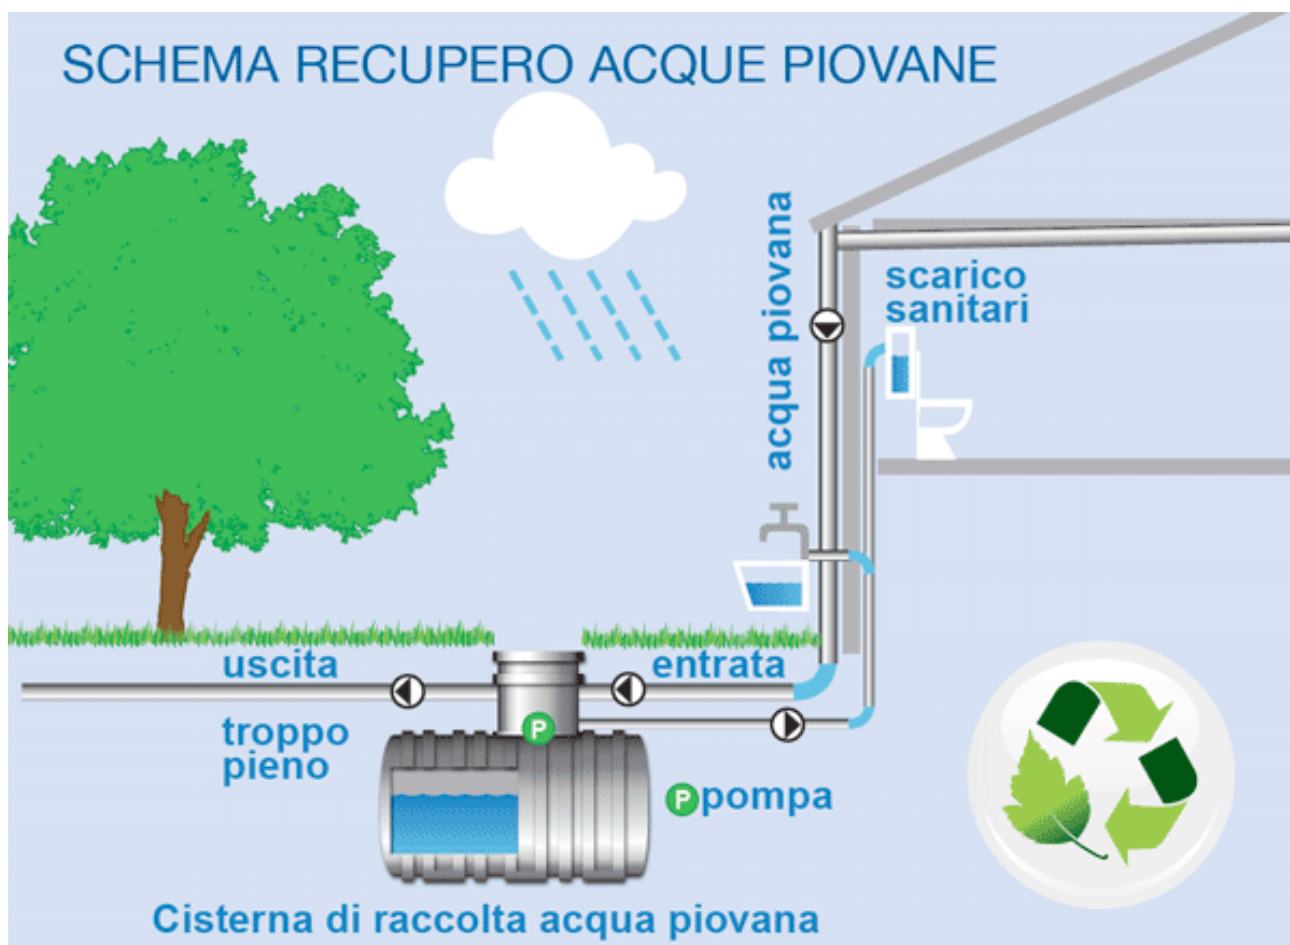 SCHEMA RECUPERO ACQUE PIOVANE
acqua piovana
scarico
sanitari
uscita
entrata
troppo
pieno
P
P pompa
Cisterna di raccolta acqua piovana